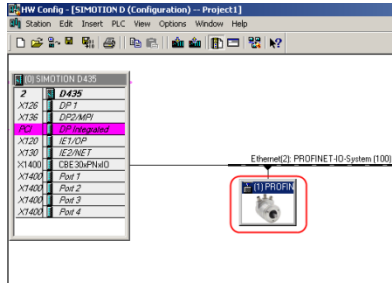 HW Config - [SIMOTION D (Configuration) -- Project1]
Station Edit Insert PLC View Options Window Help
(0) SIMOTION D435
2 D435
X126 DP 1
X136 DP2/MPI
PCI DP Integrated
X120 IE1/OP
X130 IE2/NET
X1400 CBE30xPNxIO
X1400 Port 1
X1400 Port 2
X1400 Port 3
X1400 Port 4
Ethernet(2): PROFINET-IO-System (100)
(1) PROFIN